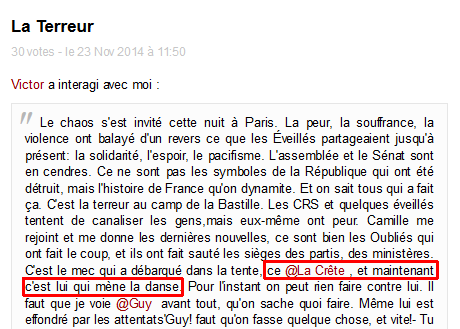 La Terreur
30 votes - le 23 Nov 2014 à 11:50
Victor a interagi avec moi :
" Le chaos s'est invité cette nuit à Paris. La peur, la souffrance, la
violence ont balayé d'un revers ce que les Éveillés partageaient jusqu'à
présent: la solidarité, l'espoir, le pacifisme. L'assemblée et le Sénat sont
en cendres. Ce ne sont pas les symboles de la République qui ont été
détruit, mais l'histoire de France qu'on dynamite. Et on sait tous qui a fait
ça. C'est la terreur au camp de la Bastille. Les CRS et quelques éveillés
tentent de canaliser les gens,mais eux-même ont peur. Camille me
rejoint et me donne les dernières nouvelles, ce sont bien les Oubliés qui
ont fait le coup, et ils ont fait sauté les sièges des partis, des ministères.
C'est le mec qui a débarqué dans la tente, ce @La Crête , et maintenant
c'est lui qui mène la danse. Pour l'instant on peut rien faire contre lui. Il
faut que je voie @Guy avant tout, qu'on sache quoi faire. Même lui est
effondré par les attentats'Guy! faut qu'on fasse quelque chose, et vite!- Tu